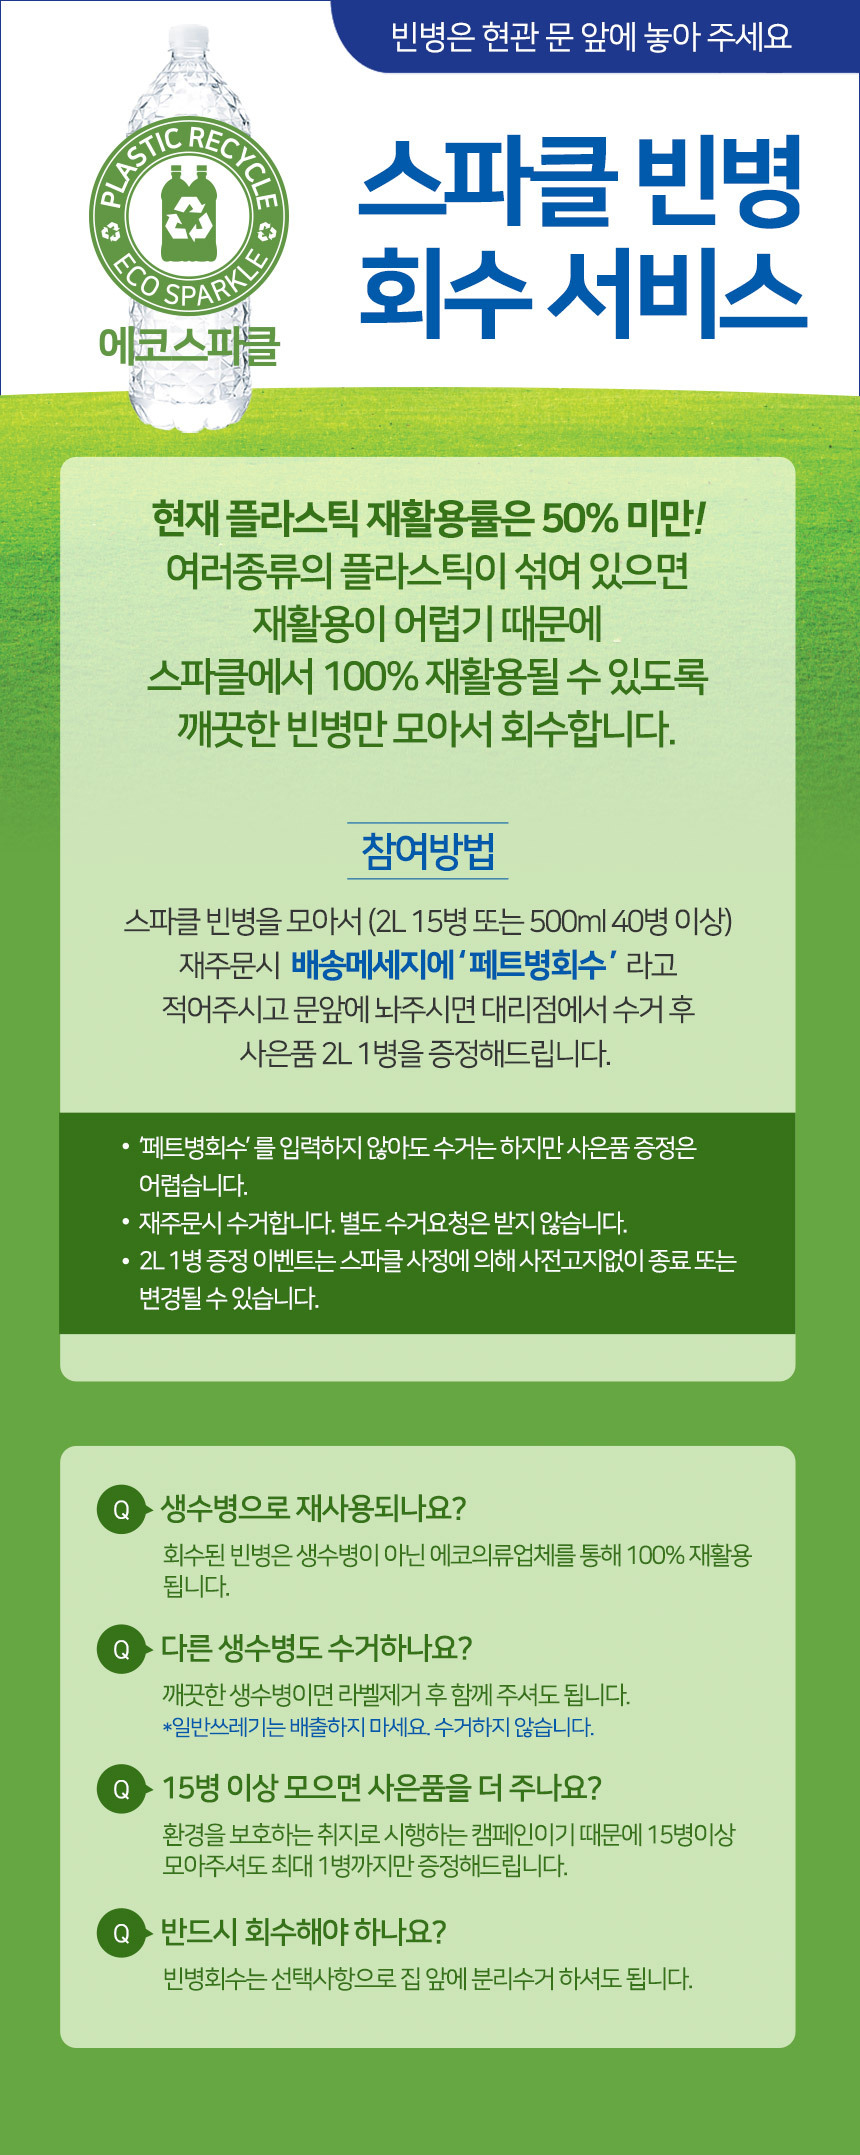 빈병은 현관 문 앞에 놓아 주세요
PLASTIC RECYCLE
ECO SPARKLE
에코스파클
스파클 빈병
회수 서비스
현재 플라스틱 재활용률은 50% 미만!
여러종류의 플라스틱이 섞여 있으면
재활용이 어렵기 때문에
스파클에서 100% 재활용될 수 있도록
깨끗한 빈병만 모아서 회수합니다.
참여방법
스파클 빈병을 모아서 (2L 15병 또는 500ml 40병 이상)
재주문시 배송메세지에 ‘페트병회수’ 라고
적어주시고 문앞에 놔주시면 대리점에서 수거 후
사은품 2L 1병을 증정해드립니다.
• ‘페트병회수’ 를 입력하지 않아도 수거는 하지만 사은품 증정은
어렵습니다.
• 재주문시 수거합니다. 별도 수거요청은 받지 않습니다.
• 2L 1병 증정 이벤트는 스파클 사정에 의해 사전고지없이 종료 또는
변경될 수 있습니다.
Q 생수병으로 재사용되나요?
회수된 빈병은 생수병이 아닌 에코의류업체를 통해 100% 재활용
됩니다.
Q 다른 생수병도 수거하나요?
깨끗한 생수병이면 라벨제거 후 함께 주셔도 됩니다.
*일반쓰레기는 배출하지 마세요. 수거하지 않습니다.
Q 15병 이상 모으면 사은품을 더 주나요?
환경을 보호하는 취지로 시행하는 캠페인이기 때문에 15병이상
모아주셔도 최대 1병까지만 증정해드립니다.
Q 반드시 회수해야 하나요?
빈병회수는 선택사항으로 집 앞에 분리수거 하셔도 됩니다.